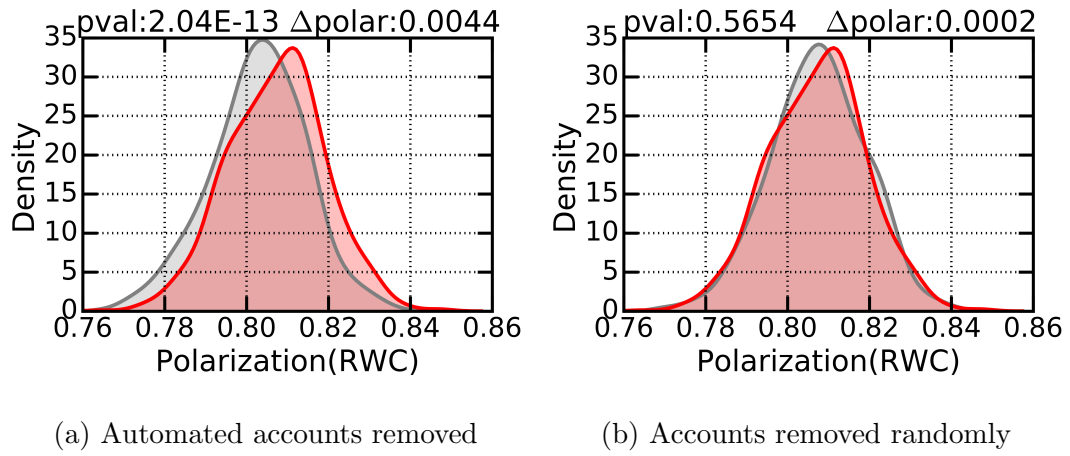 pval:2.04E-13 Δpolar:0.0044
35
30
25
20
15
10
5
0
Density
0.76 0.78 0.80 0.82 0.84 0.86
Polarization(RWC)
(a) Automated accounts removed
pval:0.5654 Δpolar:0.0002
35
30
25
20
15
10
5
0
Density
0.76 0.78 0.80 0.82 0.84 0.86
Polarization(RWC)
(b) Accounts removed randomly